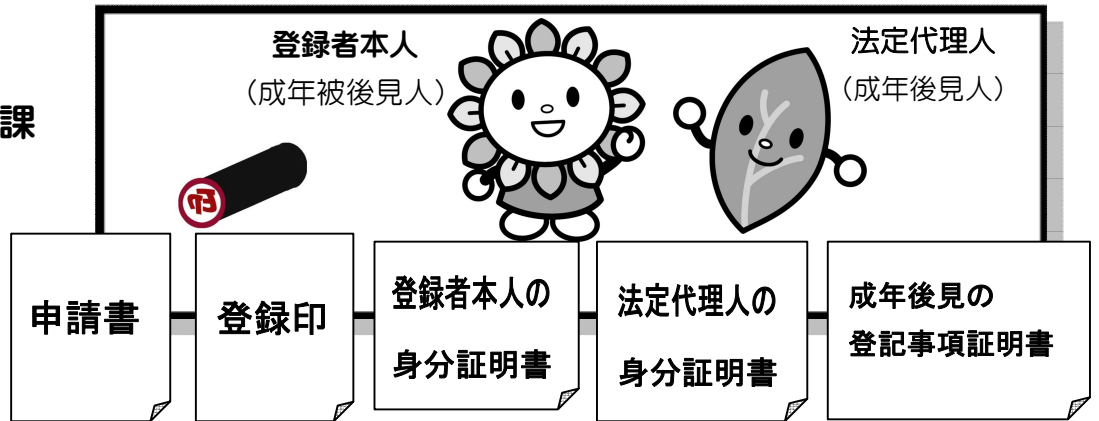 課
登録者本人
（成年被後見人）
法定代理人
（成年後見人）
印
申請書
登録印
登録者本人の
身分証明書
法定代理人の
身分証明書
成年後見の
登記事項証明書